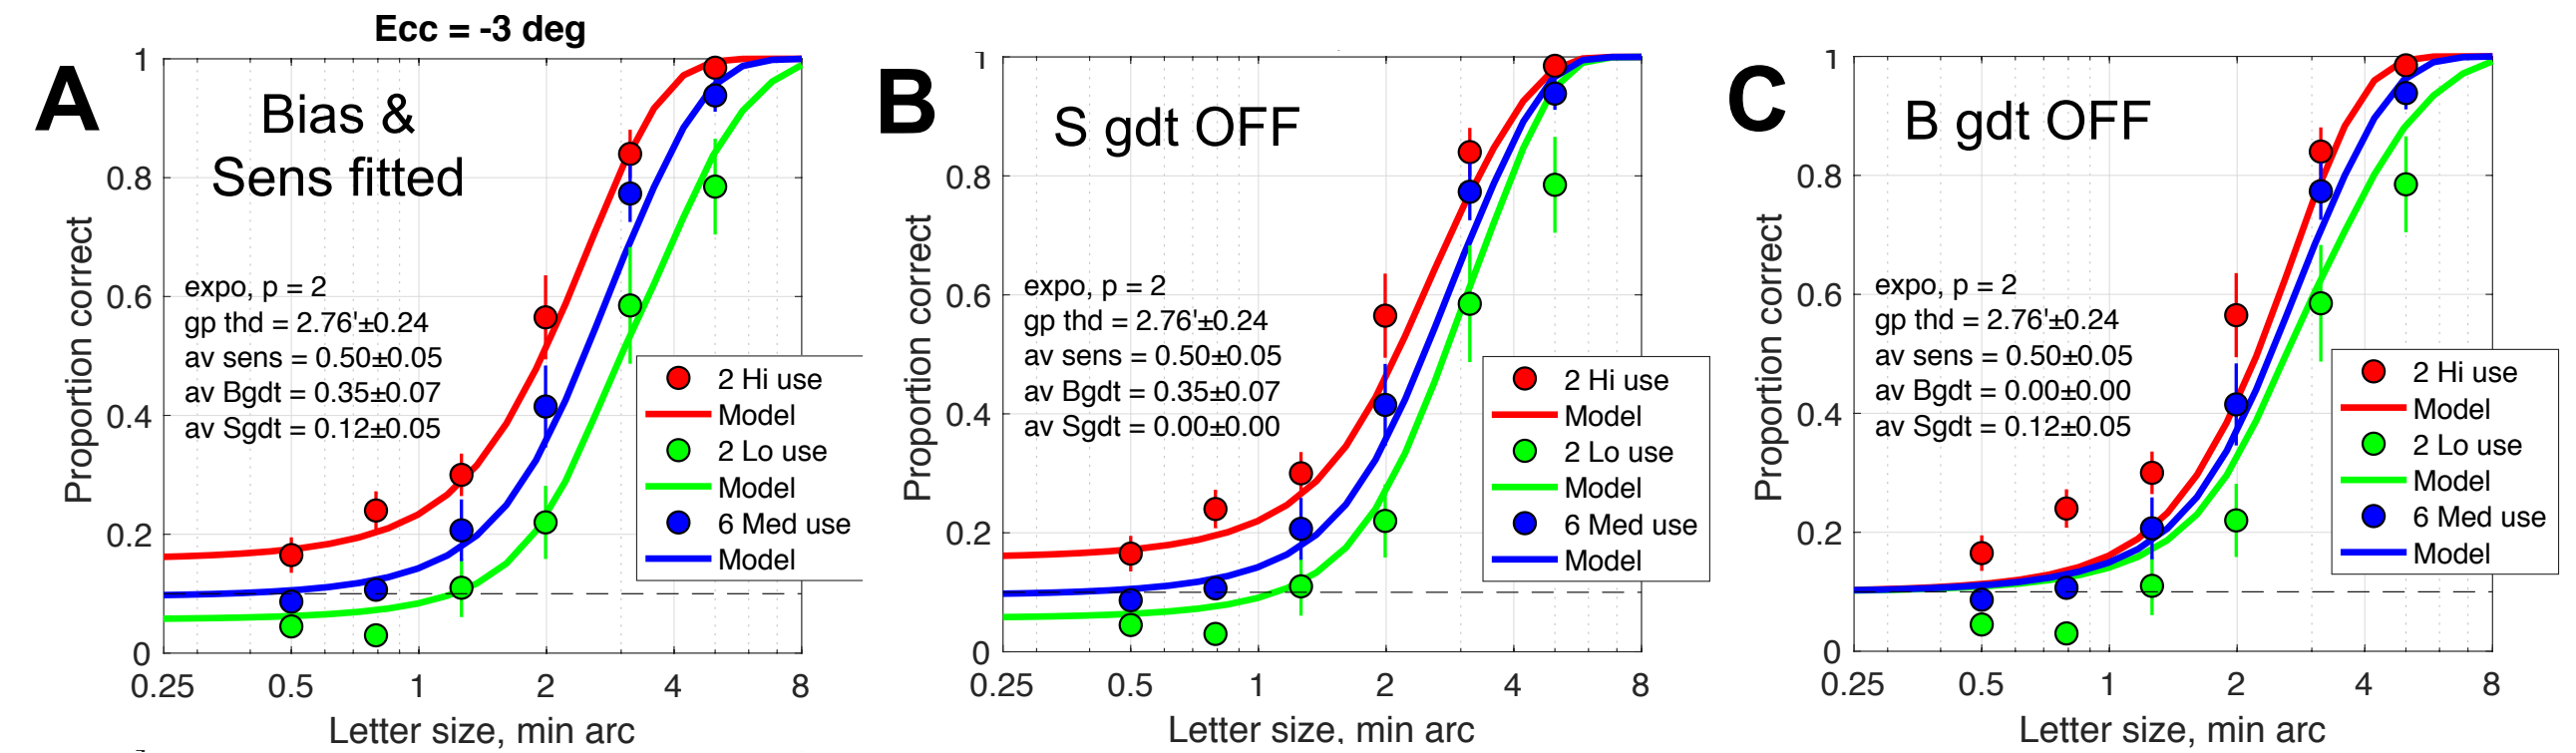 Ecc = -3 deg
A
Bias &
Sens fitted
Proportion correct
1
0.8
0.6
0.4
0.2
0
expo, p = 2
gp thd = 2.76'±0.24
av sens = 0.50±0.05
av Bgdt = 0.35±0.07
av Sgdt = 0.12±0.05
2 Hi use
Model
2 Lo use
Model
6 Med use
Model
0.25 0.5 1 2 4 8
Letter size, min arc
B
S gdt OFF
Proportion correct
1
0.8
0.6
0.4
0.2
0
expo, p = 2
gp thd = 2.76'±0.24
av sens = 0.50±0.05
av Bgdt = 0.35±0.07
av Sgdt = 0.00±0.00
2 Hi use
Model
2 Lo use
Model
6 Med use
Model
0.25 0.5 1 2 4 8
Letter size, min arc
C
B gdt OFF
Proportion correct
1
0.8
0.6
0.4
0.2
0
expo, p = 2
gp thd = 2.76'±0.24
av sens = 0.50±0.05
av Bgdt = 0.00±0.00
av Sgdt = 0.12±0.05
2 Hi use
Model
2 Lo use
Model
6 Med use
Model
0.25 0.5 1 2 4 8
Letter size, min arc